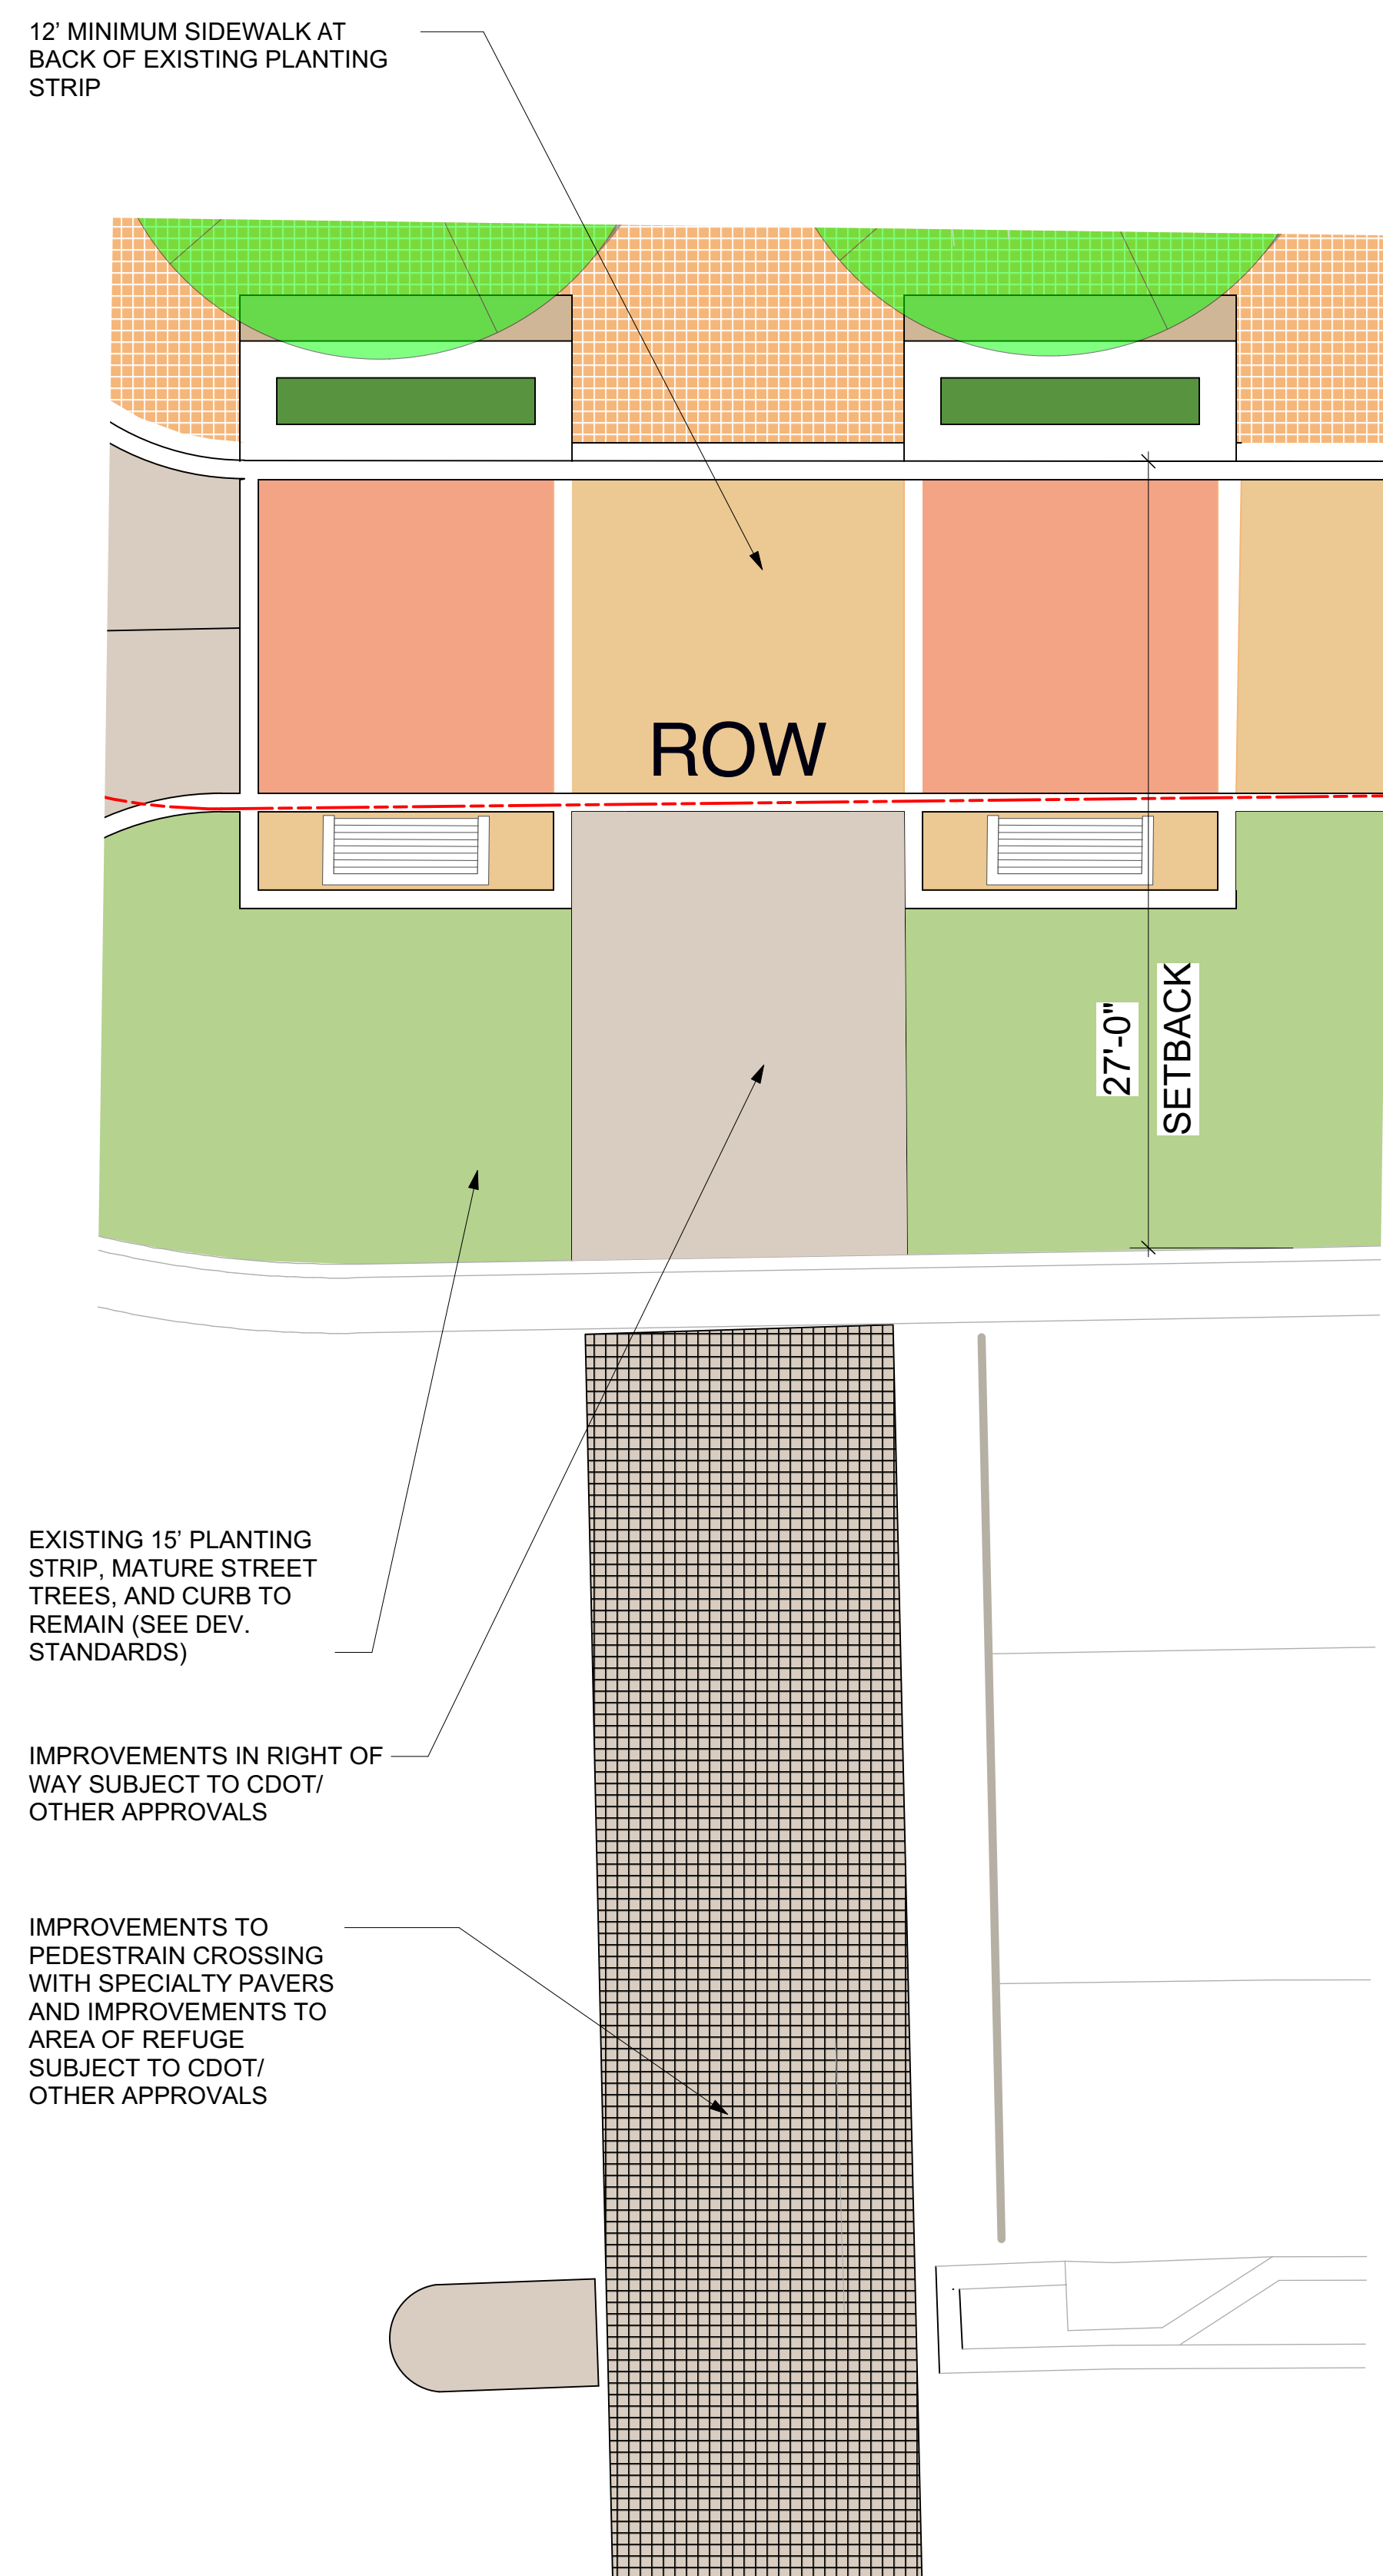 12’ MINIMUM SIDEWALK AT
BACK OF EXISTING PLANTING
STRIP
ROW
27'-0"
SETBACK
EXISTING 15’ PLANTING
STRIP, MATURE STREET
TREES, AND CURB TO
REMAIN (SEE DEV.
STANDARDS)
IMPROVEMENTS IN RIGHT OF
WAY SUBJECT TO CDOT/
OTHER APPROVALS
IMPROVEMENTS TO
PEDESTRAIN CROSSING
WITH SPECIALTY PAVERS
AND IMPROVEMENTS TO
AREA OF REFUGE
SUBJECT TO CDOT/
OTHER APPROVALS